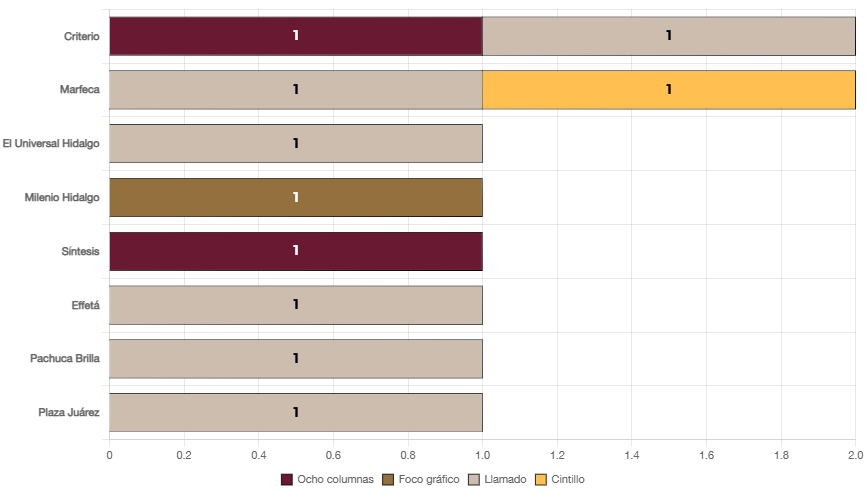 Criterio 1 1
Marfeca 1 1
El Universal Hidalgo 1
Milenio Hidalgo 1
Síntesis 1
Effetá 1
Pachuca Brilla 1
Plaza Juárez 1
0 0.2 0.4 0.6 0.8 1.0 1.2 1.4 1.6 1.8 2.0
Ocho columnas Foco gráfico Llamado Cintillo